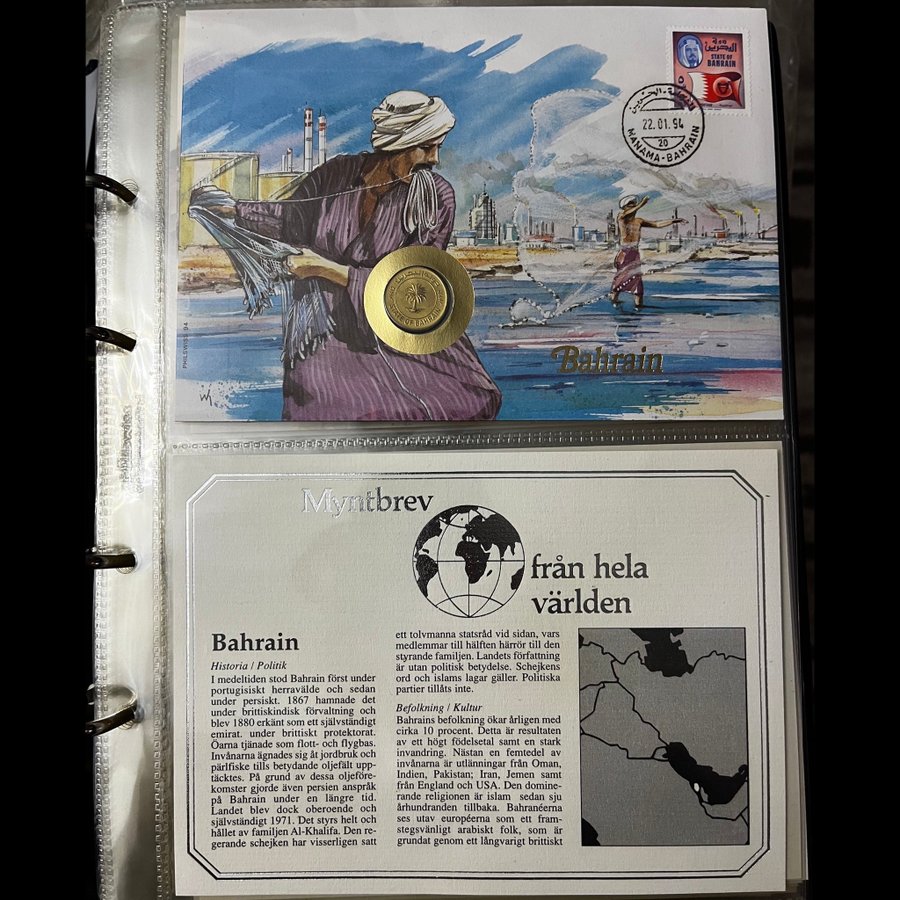 البحرين
STATE OF
BAHRAIN
22.01.94
20
MANAMA-BAHRAIN
STATE OF BAHRAIN
PHILSWISS 94
Bahrain
Myntbrev
från hela
världen
Bahrain
Historia / Politik
I medeltiden stod Bahrain först under
portugisiskt herravälde och sedan
under persiskt. 1867 hamnade det
under brittiskindisk förvaltning och
blev 1880 erkänt som ett självständigt
emirat. under brittiskt protektorat.
Öarna tjänade som flott- och flygbas.
Invånarna ägnades sig åt jordbruk och
pärlfiske tills betydande oljefält upp-
täcktes. På grund av dessa oljeföre-
komster gjorde även persien anspråk
på Bahrain under en längre tid.
Landet blev dock oberoende och
självständigt 1971. Det styrs helt och
hållet av familjen Al-Khalifa. Den re-
gerande schejken har visserligen satt
ett tolvmanna statsråd vid sidan, vars
medlemmar till hälften härrör till den
styrande familjen. Landets författning
är utan politisk betydelse. Schejkens
ord och islams lagar gäller. Politiska
partier tillåts inte.
Befolkning / Kultur
Bahrains befolkning ökar årligen med
cirka 10 procent. Detta är resultaten
av ett högt födelsetal samt en stark
invandring. Nästan en femtedel av
invånarna är utlänningar från Oman,
Indien, Pakistan; Iran, Jemen samt
från England och USA. Den domine-
rande religionen är islam sedan sju
århundranden tillbaka. Bahranéerna
ses utav européerna som ett fram-
stegsvänligt arabiskt folk, som är
grundat genom ett långvarigt brittiskt